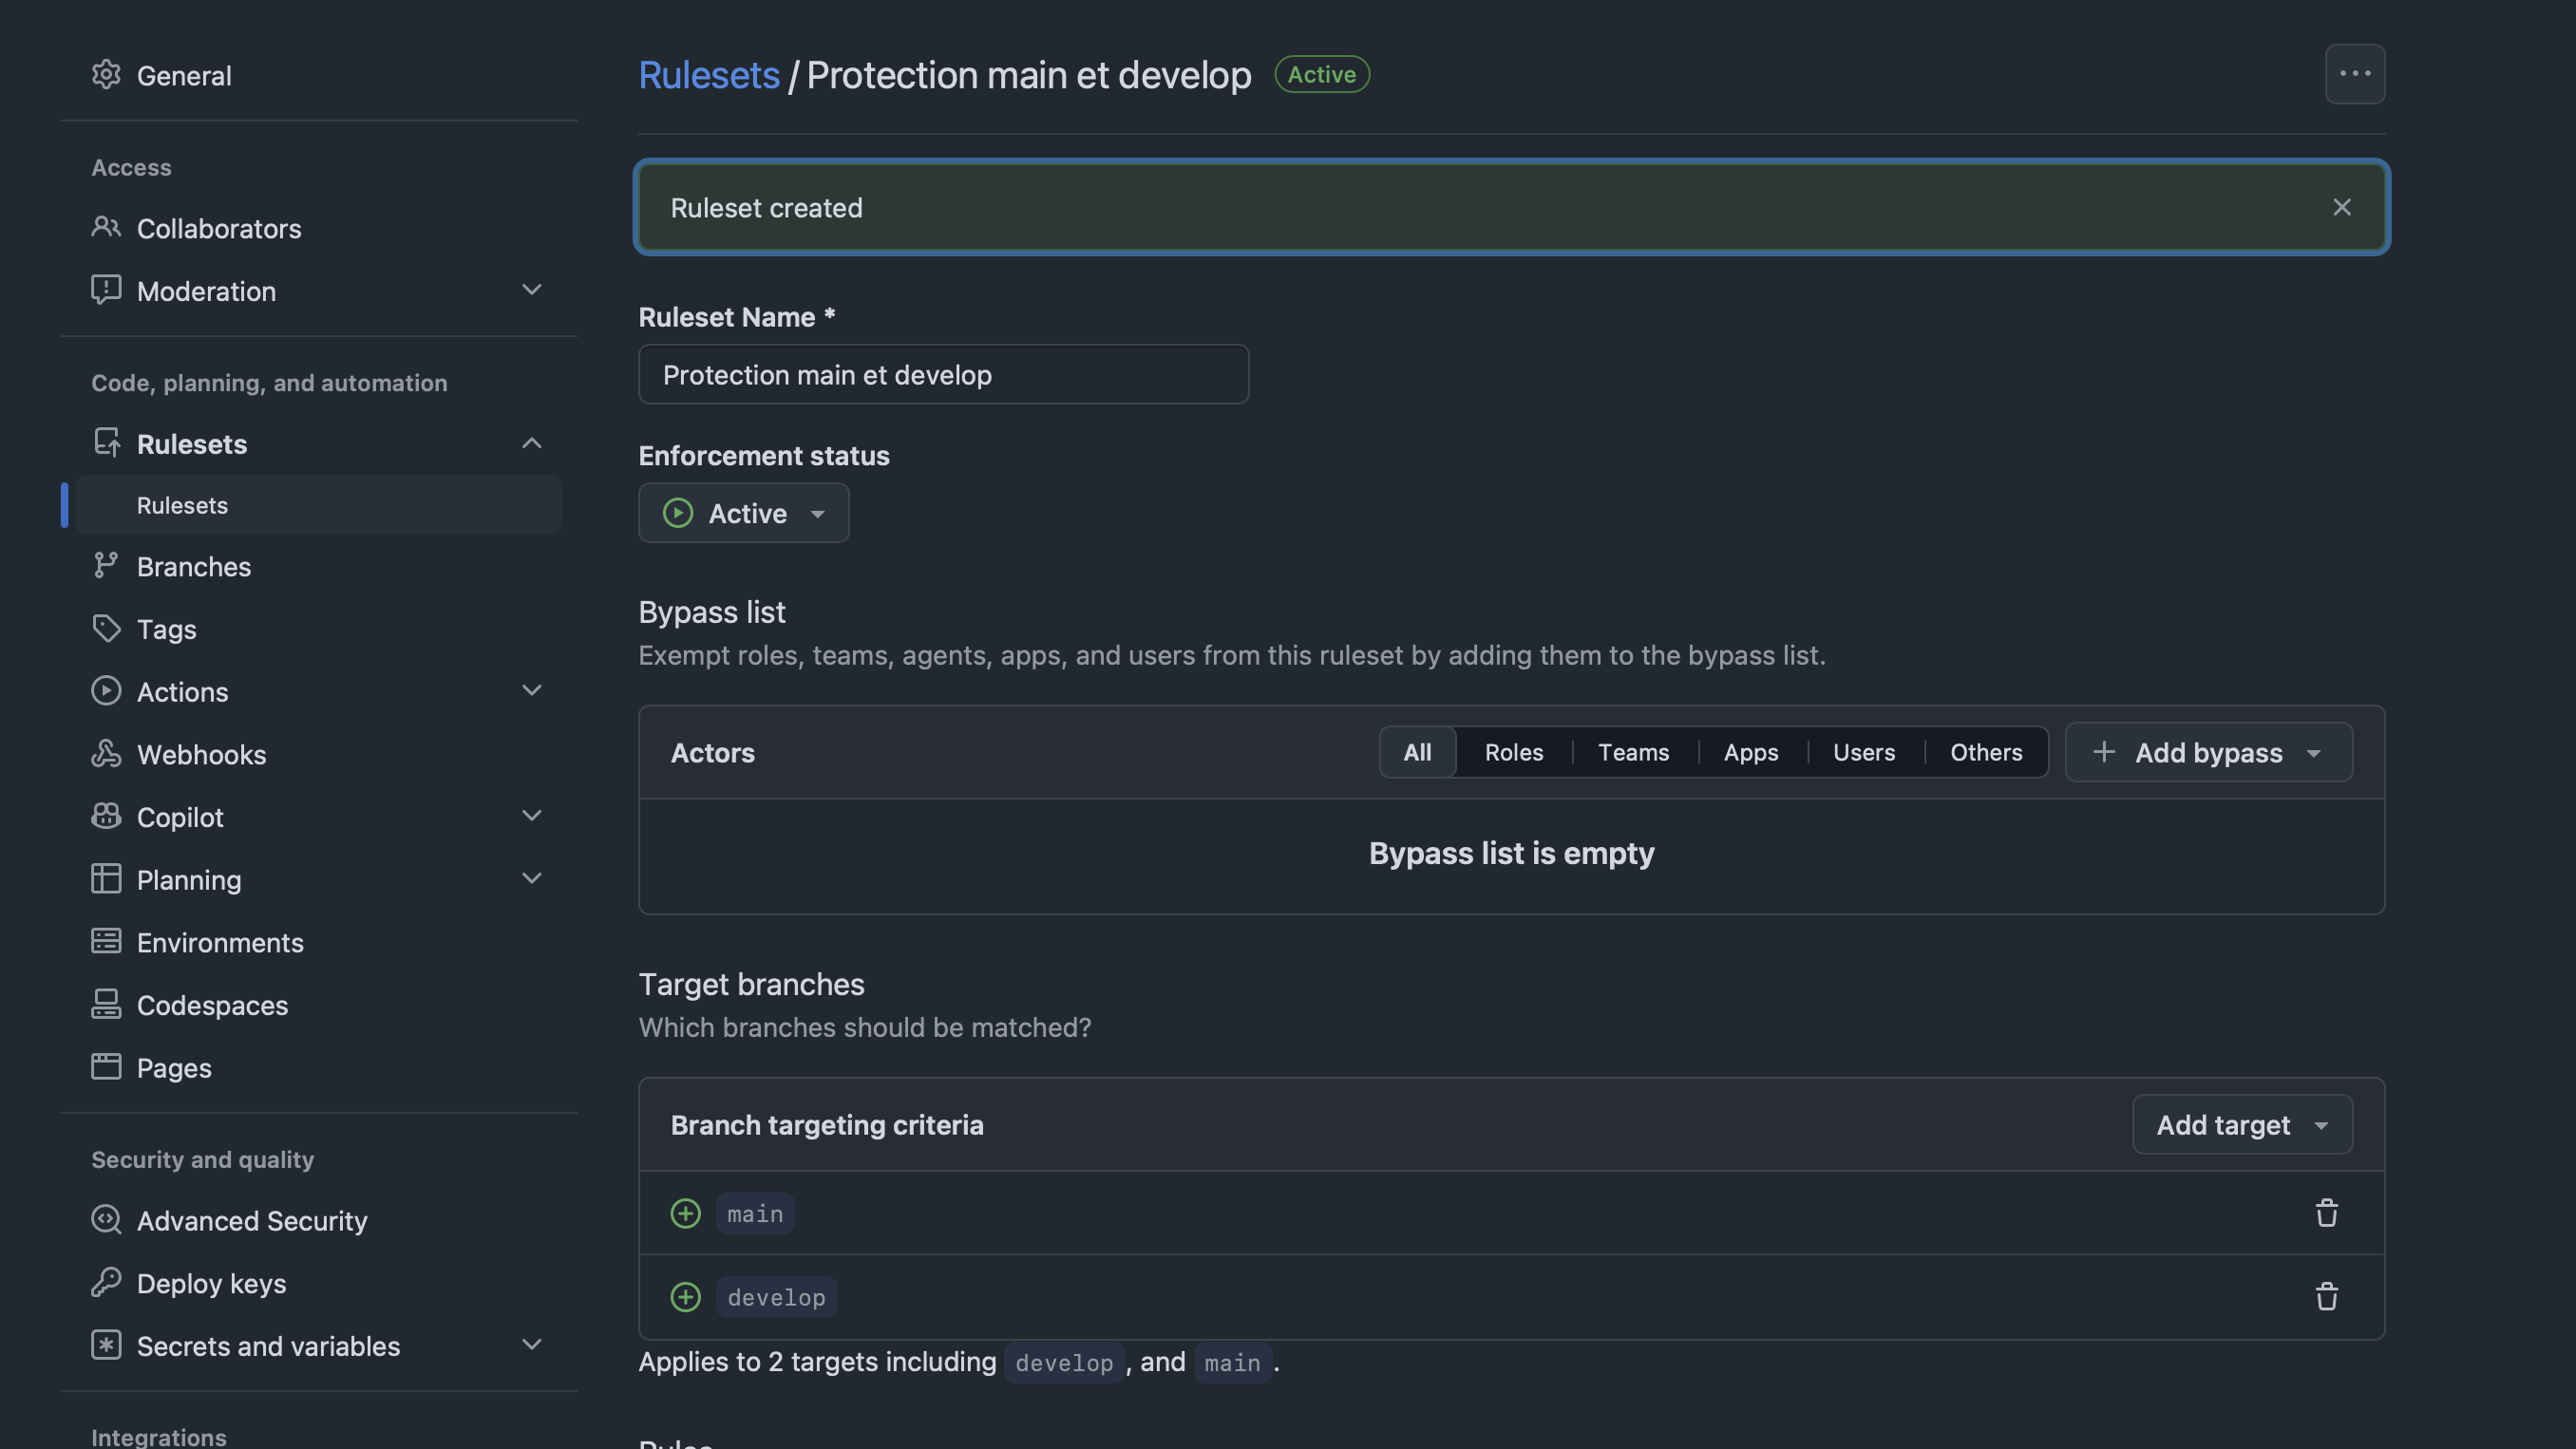 General
Access
Collaborators
Moderation
Code, planning, and automation
Rulesets
Rulesets
Branches
Tags
Actions
Webhooks
Copilot
Planning
Environments
Codespaces
Pages
Security and quality
Advanced Security
Deploy keys
Secrets and variables
Integrations
Rulesets / Protection main et develop Active
Ruleset created
Ruleset Name *
Protection main et develop
Enforcement status
Active
Bypass list
Exempt roles, teams, agents, apps, and users from this ruleset by adding them to the bypass list.
Actors All Roles Teams Apps Users Others Add bypass
Bypass list is empty
Target branches
Which branches should be matched?
Branch targeting criteria Add target
main
develop
Applies to 2 targets including develop, and main.